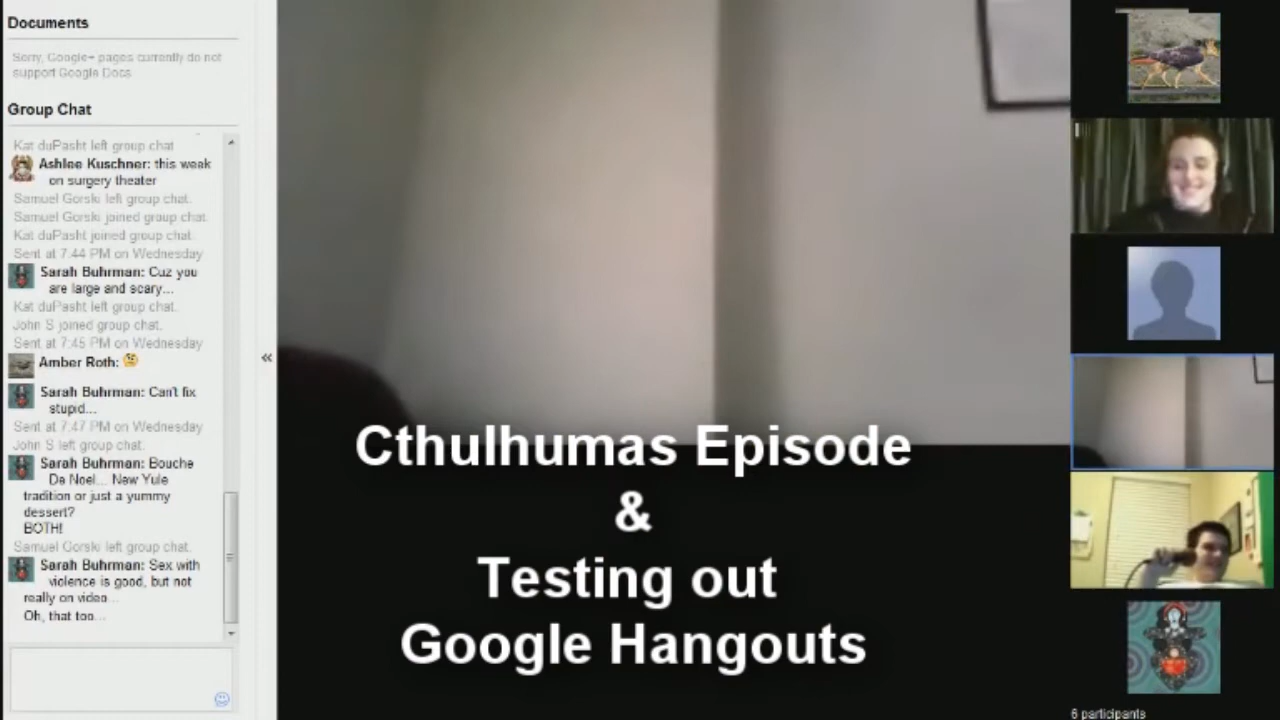 Documents
Sorry, Google+ pages currently do not
support Google Docs
Group Chat
Kat duPasht left group chat
Ashlee Kuschner: this week
on surgery theater
Samuel Gorski left group chat.
Samuel Gorski joined group chat.
Kat duPasht joined group chat.
Sent at 7:44 PM on Wednesday
Sarah Buhrman: Cuz you
are large and scary...
Kat duPasht left group chat.
John S joined group chat.
Sent at 7:45 PM on Wednesday
Amber Roth:
Sarah Buhrman: Can't fix
stupid...
Sent at 7:47 PM on Wednesday
John S left group chat.
Sarah Buhrman: Bouche
De Noel... New Yule
tradition or just a yummy
dessert?
BOTH!
Samuel Gorski left group chat.
Sarah Buhrman: Sex with
violence is good, but not
really on video...
Oh, that too...
«
Cthulhumas Episode
&
Testing out
Google Hangouts
6 participants